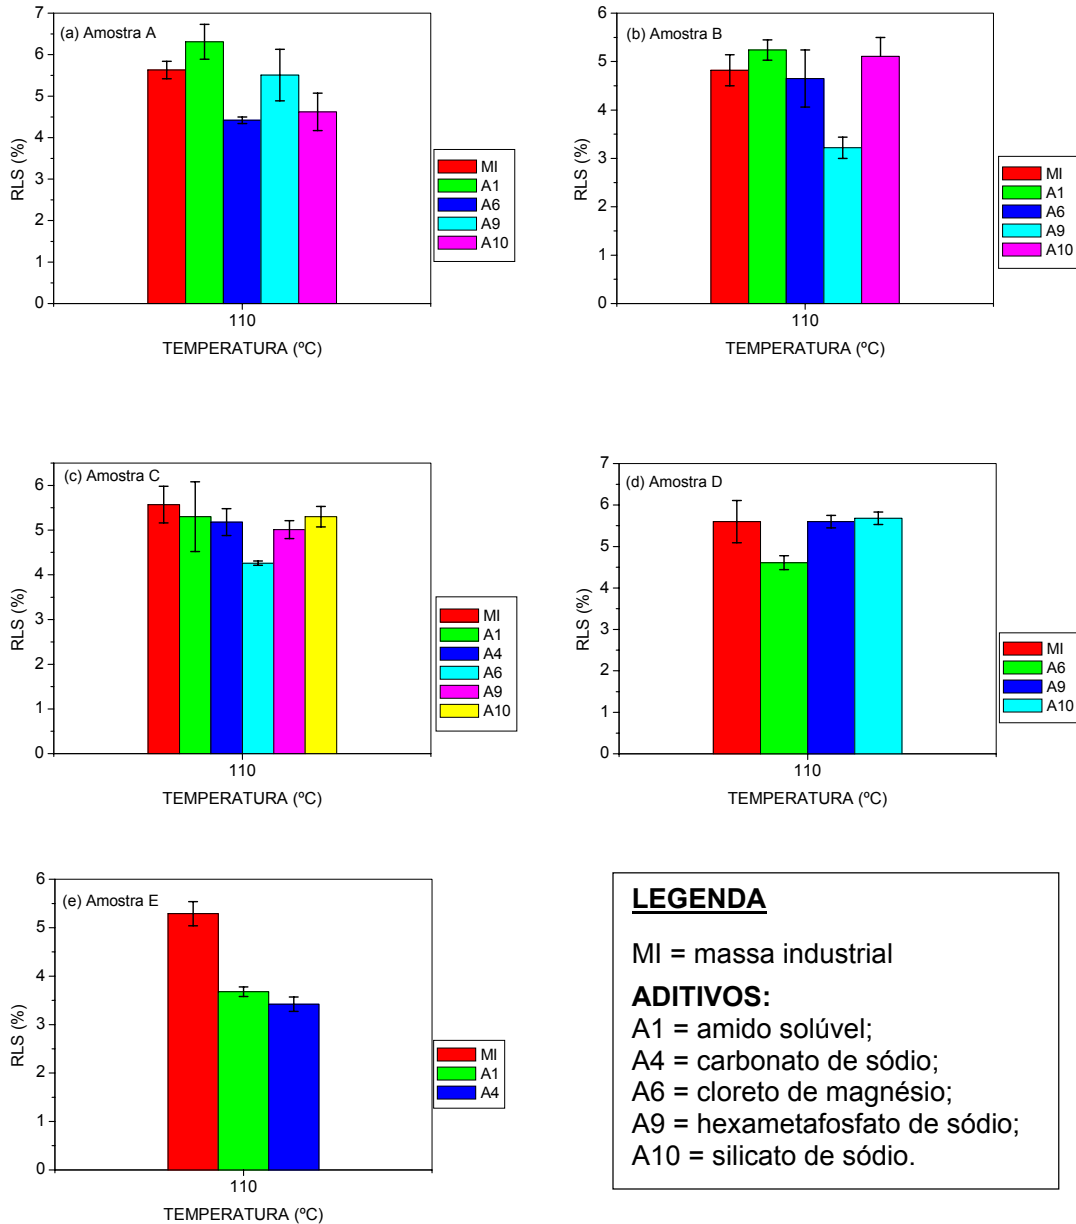 (a) Amostra A
7
6
5
4
3
2
1
0
RLS (%)
110
TEMPERATURA (ºC)
MI
A1
A6
A9
A10
(b) Amostra B
6
5
4
3
2
1
0
RLS (%)
110
TEMPERATURA (ºC)
MI
A1
A6
A9
A10
(c) Amostra C
6
5
4
3
2
1
0
RLS (%)
110
TEMPERATURA (ºC)
MI
A1
A4
A6
A9
A10
(d) Amostra D
7
6
5
4
3
2
1
0
RLS (%)
110
TEMPERATURA (ºC)
MI
A6
A9
A10
(e) Amostra E
6
5
4
3
2
1
0
RLS (%)
110
TEMPERATURA (ºC)
MI
A1
A4
LEGENDA
MI = massa industrial
ADITIVOS:
A1 = amido solúvel;
A4 = carbonato de sódio;
A6 = cloreto de magnésio;
A9 = hexametafosfato de sódio;
A10 = silicato de sódio.